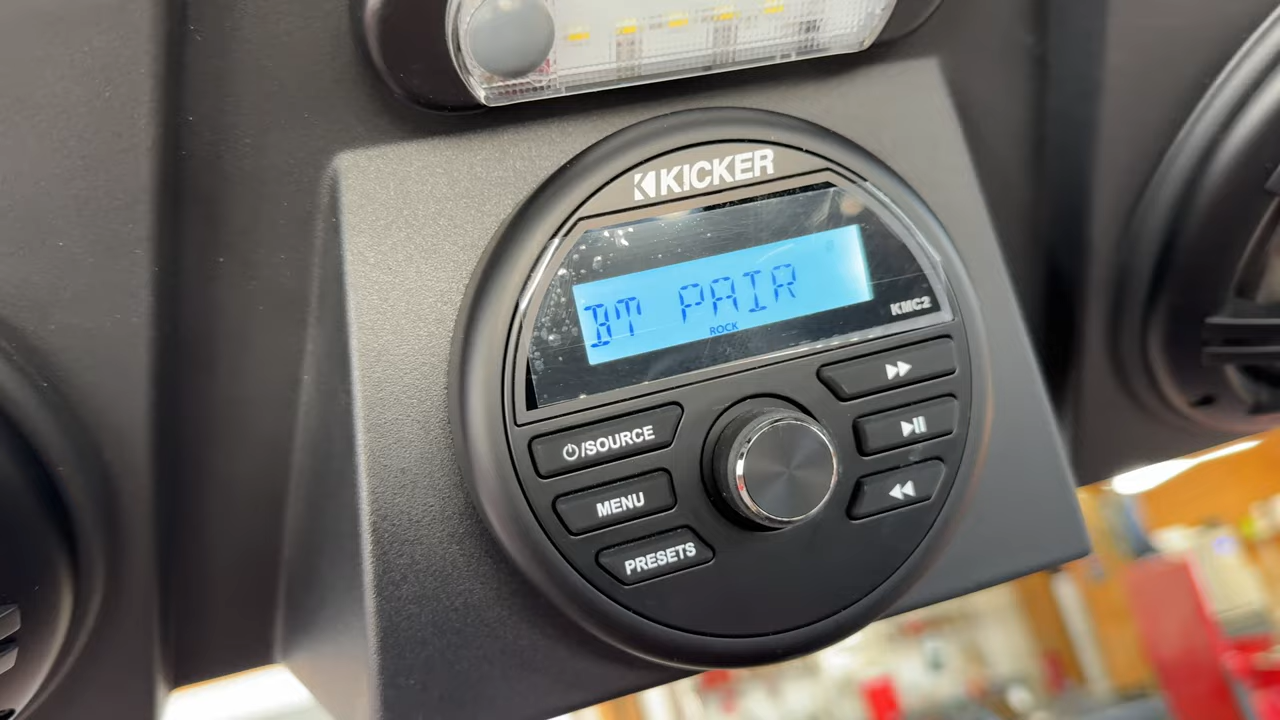 KICKER
BT PAIR
ROCK
KMC2
/SOURCE
MENU
PRESETS